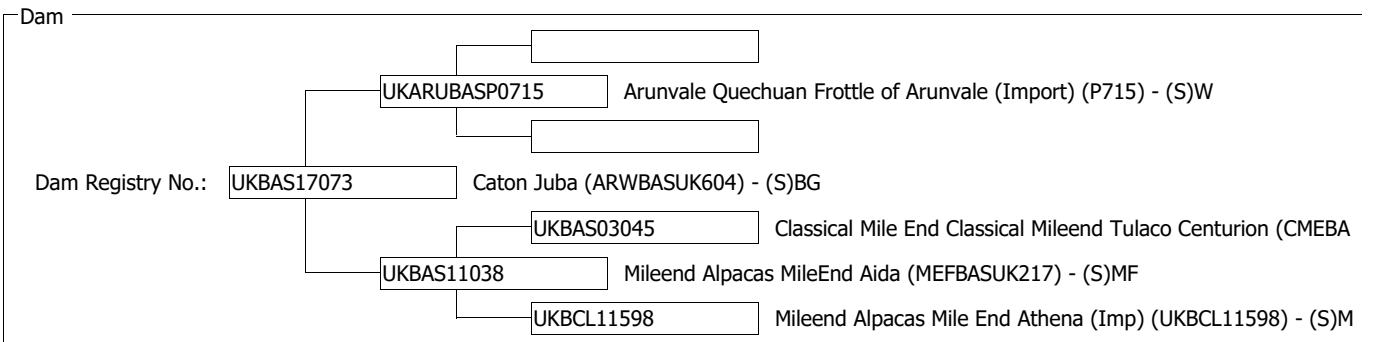 Dam
UKARUBASP0715 Arunvale Quechuan Frottle of Arunvale (Import) (P715) - (S)W
Dam Registry No.: UKBAS17073 Caton Juba (ARWBASUK604) - (S)BG
UKBAS03045 Classical Mile End Classical Mileend Tulaco Centurion (CMEBA
UKBAS11038 Mileend Alpacas MileEnd Aida (MEFBASUK217) - (S)MF
UKBCL11598 Mileend Alpacas Mile End Athena (Imp) (UKBCL11598) - (S)M